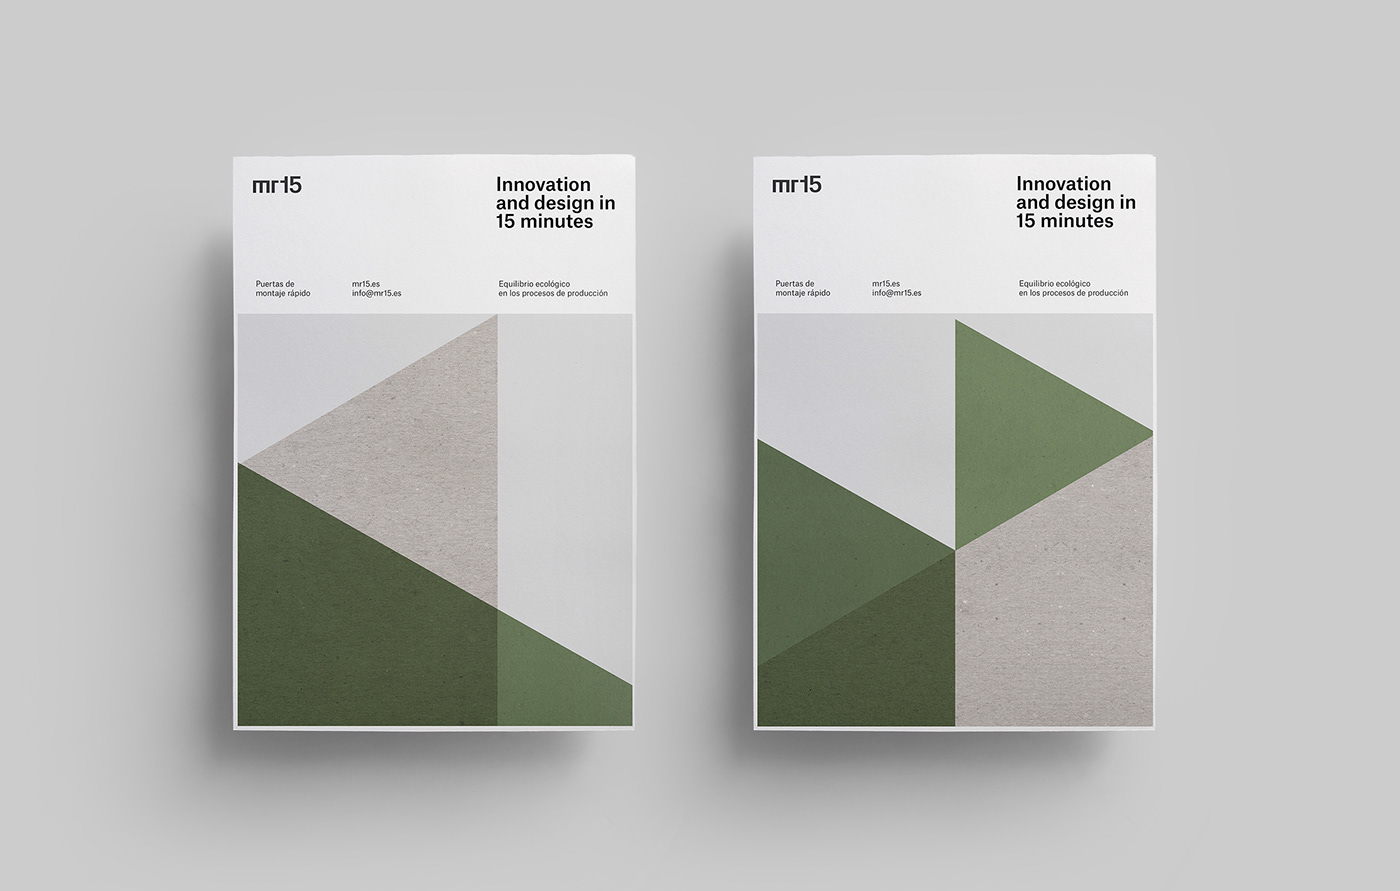 mr15
Innovation
and design in
15 minutes
Puertas de
montaje rápido
mr15.es
info@mr15.es
Equilibrio ecológico
en los procesos de producción
mr15
Innovation
and design in
15 minutes
Puertas de
montaje rápido
mr15.es
info@mr15.es
Equilibrio ecológico
en los procesos de producción